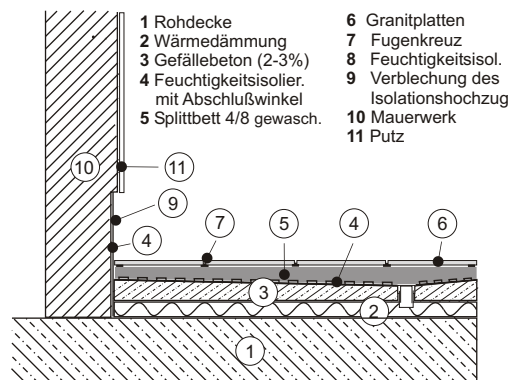 1 Rohdecke
2 Wärmedämmung
3 Gefällebeton (2-3%)
4 Feuchtigkeitsisolier.
mit Abschlußwinkel
5 Splittbett 4/8 gewasch.
6 Granitplatten
7 Fugenkreuz
8 Feuchtigkeitsisol.
9 Verblechung des
Isolationshochzug
10 Mauerwerk
11 Putz
10
11
9
4
7
5
4
6
3
2
1